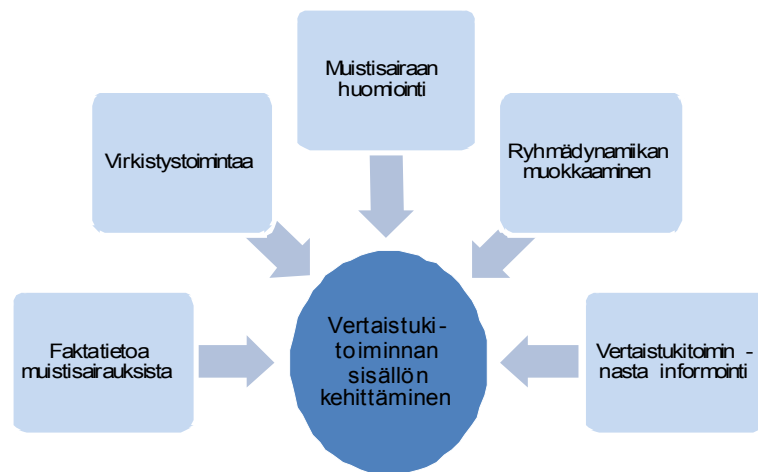 Muistisairaan
huomiointi
Virkistystoimintaa
Ryhmädynamiikan
muokkaaminen
Faktatietoa
muistisairauksista
Vertaistuki-
toiminnan
sisällön
kehittäminen
Vertaistukitoimin -
nasta informointi